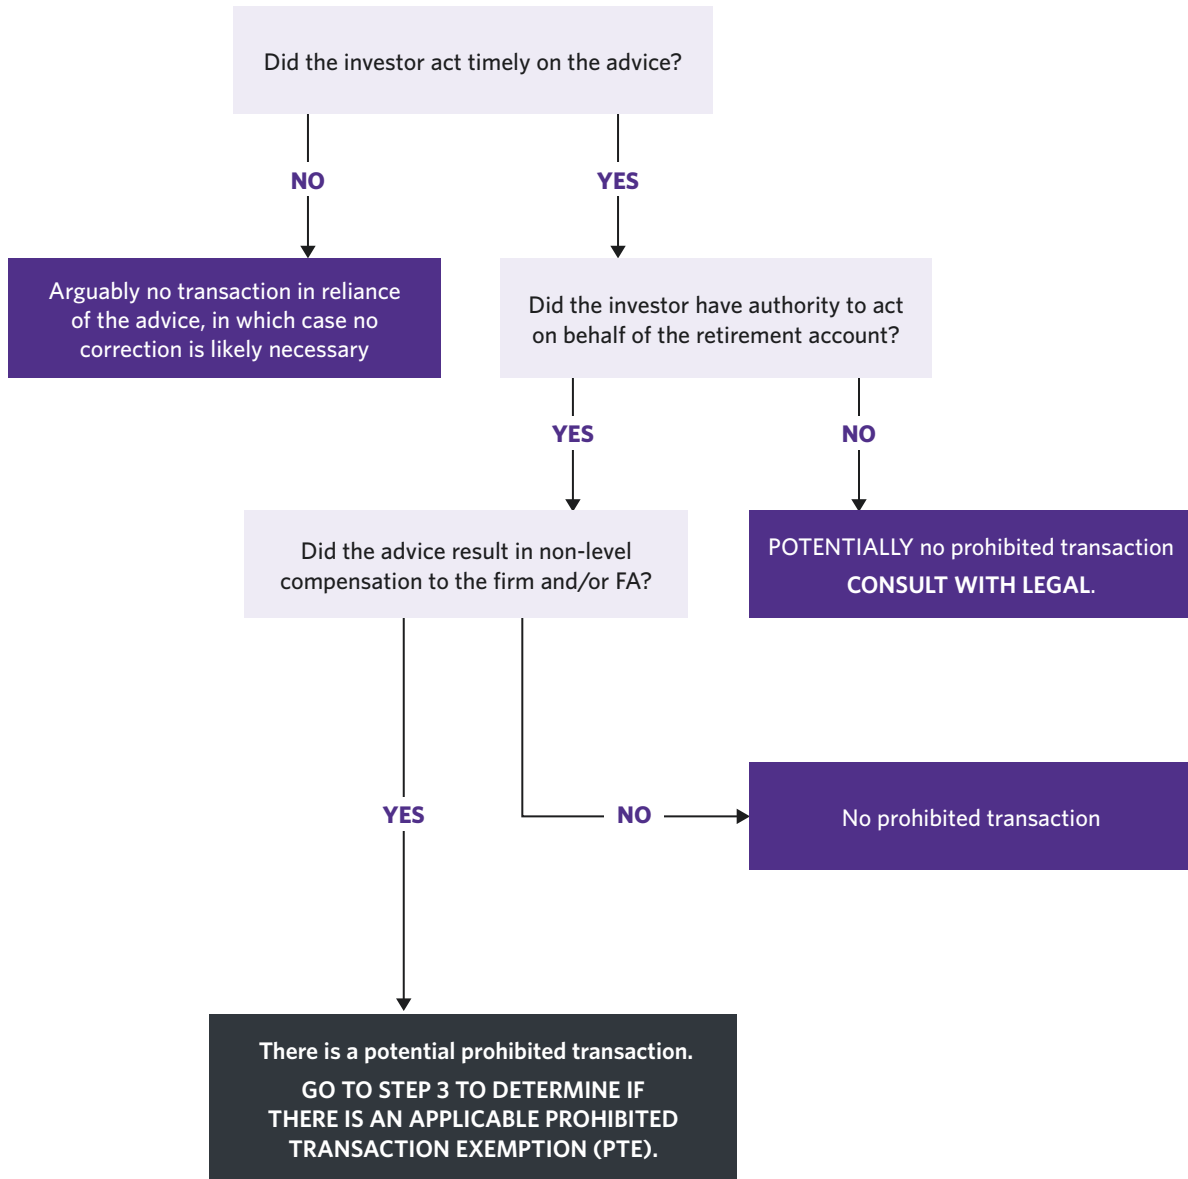 Did the investor act timely on the advice?
NO
YES
Arguably no transaction in reliance
of the advice, in which case no
correction is likely necessary
Did the investor have authority to act
on behalf of the retirement account?
YES
NO
Did the advice result in non-level
compensation to the firm and/or FA?
POTENTIALLY no prohibited transaction
CONSULT WITH LEGAL.
YES
NO
No prohibited transaction
There is a potential prohibited transaction.
GO TO STEP 3 TO DETERMINE IF
THERE IS AN APPLICABLE PROHIBITED
TRANSACTION EXEMPTION (PTE).